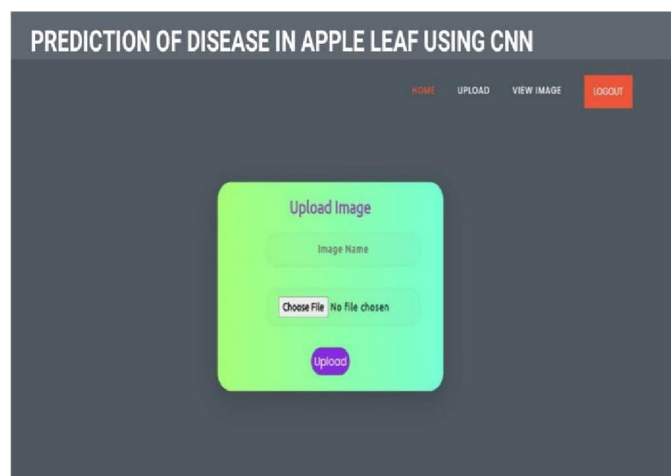 PREDICTION OF DISEASE IN APPLE LEAF USING CNN
HOME UPLOAD VIEW IMAGE LOGOUT
Upload Image
Image Name
Choose File No file chosen
Upload